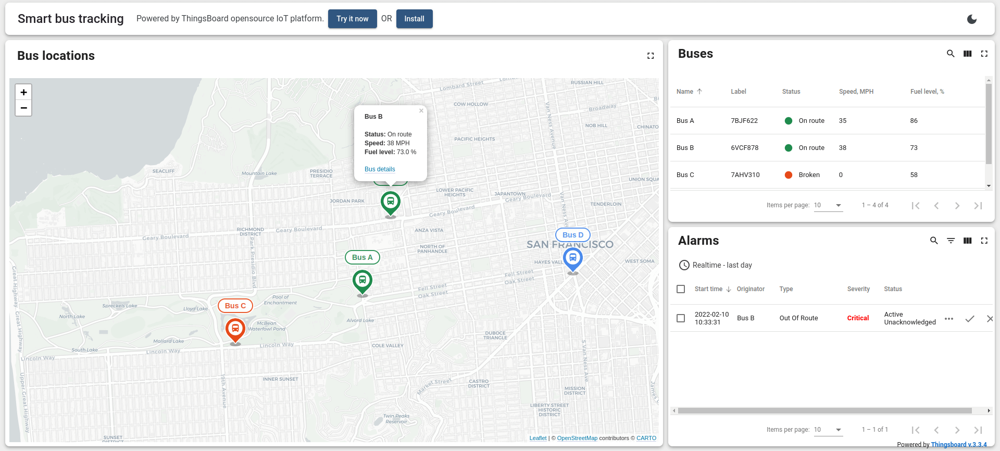 Smart bus tracking
Powered by ThingsBoard opensource IoT platform.
Try it now
OR
Install
Bus locations
+
−
Lombard Street
RUSSIAN HILL
COW HOLLOW
Van Ness Avenue
Broadway
NOB HILL
CHINATO
PACIFIC HEIGHTS
SEACLIFF
Mountain Lake
PRESIDIO
TERRACE
UNION SQUA
JORDAN PARK
LOWER PACIFIC
HEIGHTS
JAPANTOWN
Geary Boulevard
TENDERLOIN
Van Ness Ave
Geary Boulevard
RICHMOND
DISTRICT
Geary Boulevard
Geary Boulevard
ANZA VISTA
NORTH OF
PANHANDLE
SAN FRANCISCO
HAYES VALL
WEST SOMA
Park Presidio Blvd
Great Highway
Great Highway
Fell Street
Oak Street
Fell Street
Oak Street
Pool of
Enchantment
Spreckels Lake
Lloyd Lake
North Lake
Alvord Lake
McBean
Waterfowl Pond
DUBOCE
TRIANGLE
Mallard Lake
South Lake
Lincoln Way
Lincoln Way
Lincoln Way
COLE VALLEY
S Van Ness Ave
Upper Great Highway
19th Avenue
INNER SUNSET
Market Street
CASTRO
DISTRICT
MISSION
DISTRICT
LIBERTY STREET
HISTORIC
DISTRICT
Twin Peaks
Reservoir
SUNSET
DISTRICT
Bus B
×
Status: On route
Speed: 38 MPH
Fuel level: 73.0 %
Bus details
Bus A
Bus C
Bus D
Leaflet | © OpenStreetMap contributors © CARTO
Buses
Name Label Status Speed, MPH Fuel level, %
Bus A 7BJF622 On route 35 86
Bus B 6VCF878 On route 38 73
Bus C 7AHV310 Broken 0 58
Items per page: 10 1 – 4 of 4
Alarms
Realtime - last day
Start time Originator Type Severity Status
2022-02-10
10:33:31
Bus B
Out Of Route
Critical
Active
Unacknowledged
Items per page: 10 1 – 1 of 1
Powered by Thingsboard v.3.3.4